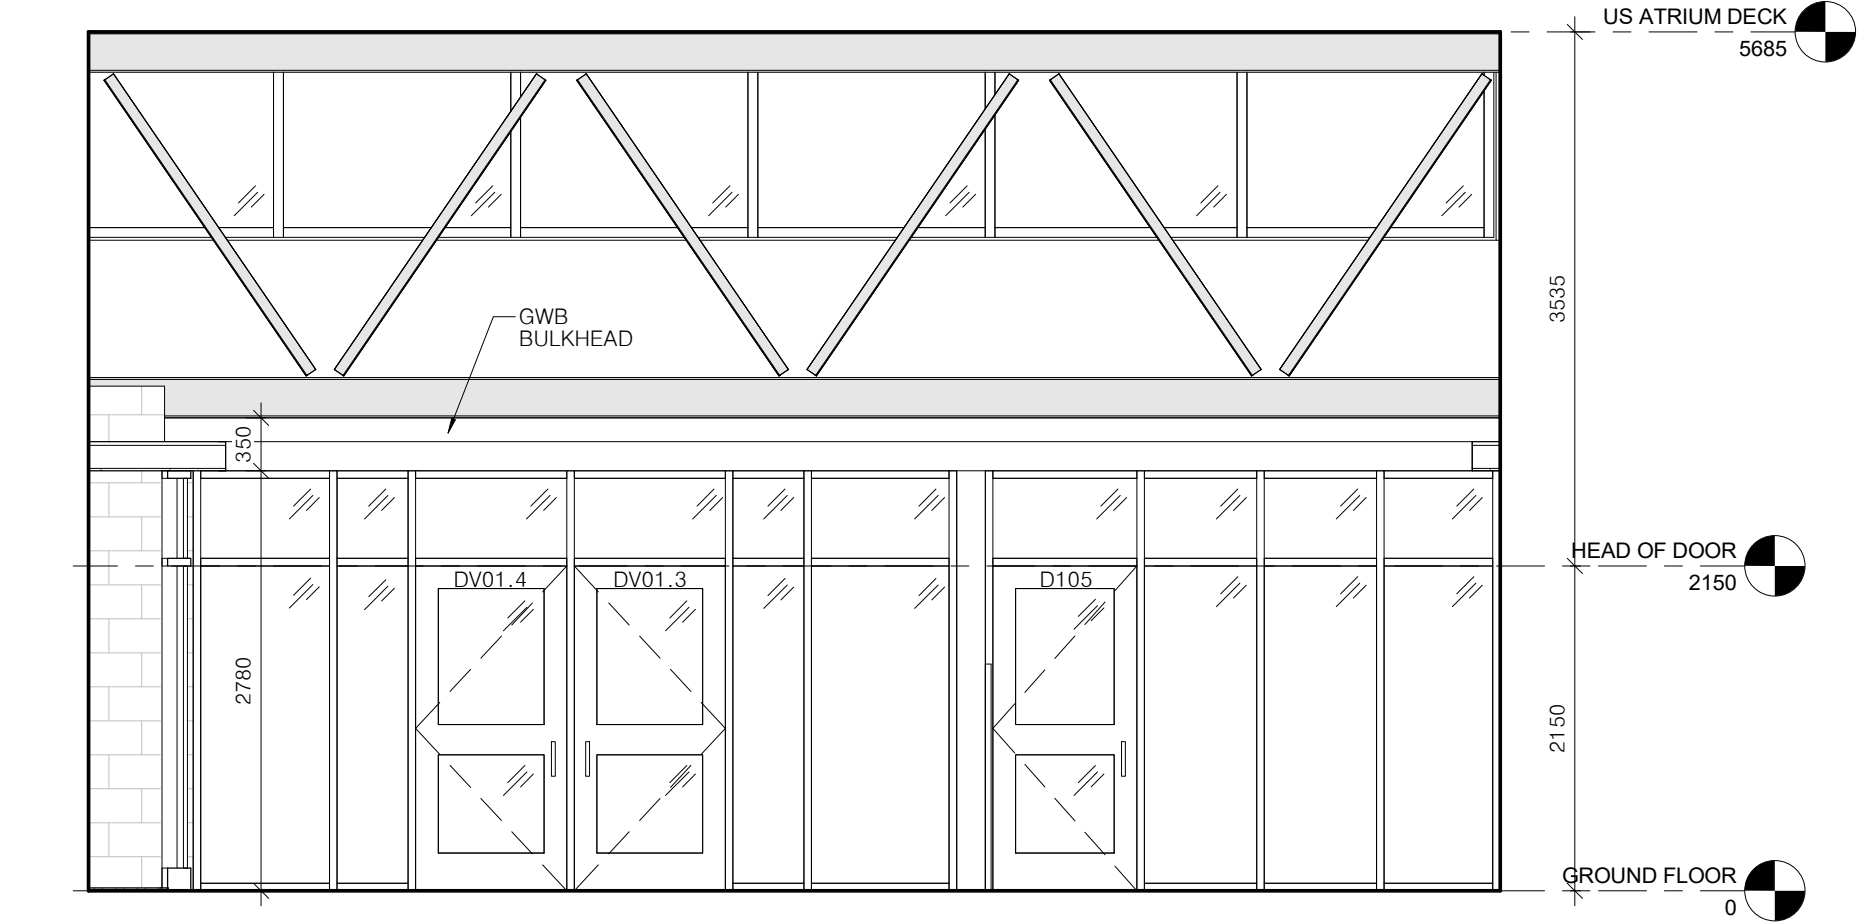 US ATRIUM DECK
5685
3535
GWB
BULKHEAD
350
HEAD OF DOOR
2150
DV01.4
DV01.3
D105
2780
2150
GROUND FLOOR
0